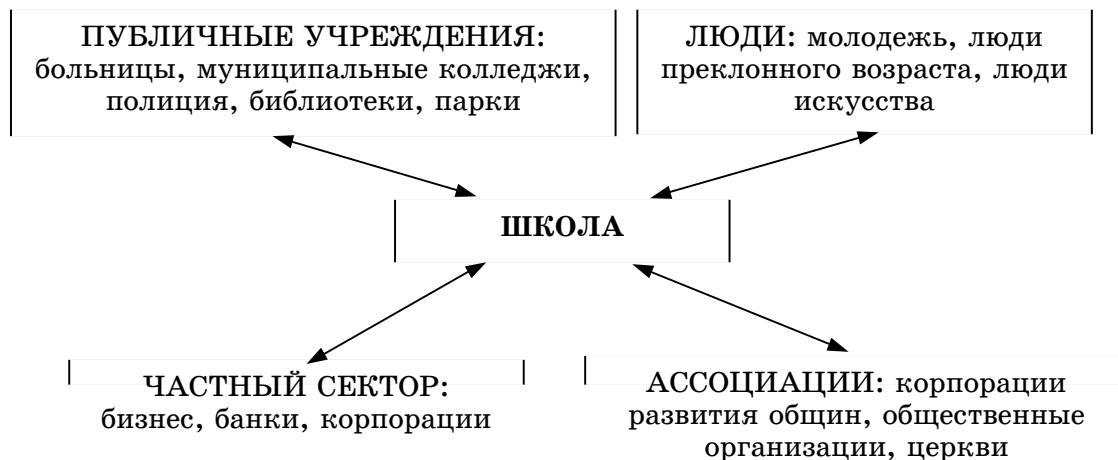 ПУБЛИЧНЫЕ УЧРЕЖДЕНИЯ:
больницы, муниципальные колледжи,
полиция, библиотеки, парки
ЛЮДИ: молодежь, люди
преклонного возраста, люди
искусства
ШКОЛА
ЧАСТНЫЙ СЕКТОР:
бизнес, банки, корпорации
АССОЦИАЦИИ: корпорации
развития общин, общественные
организации, церкви